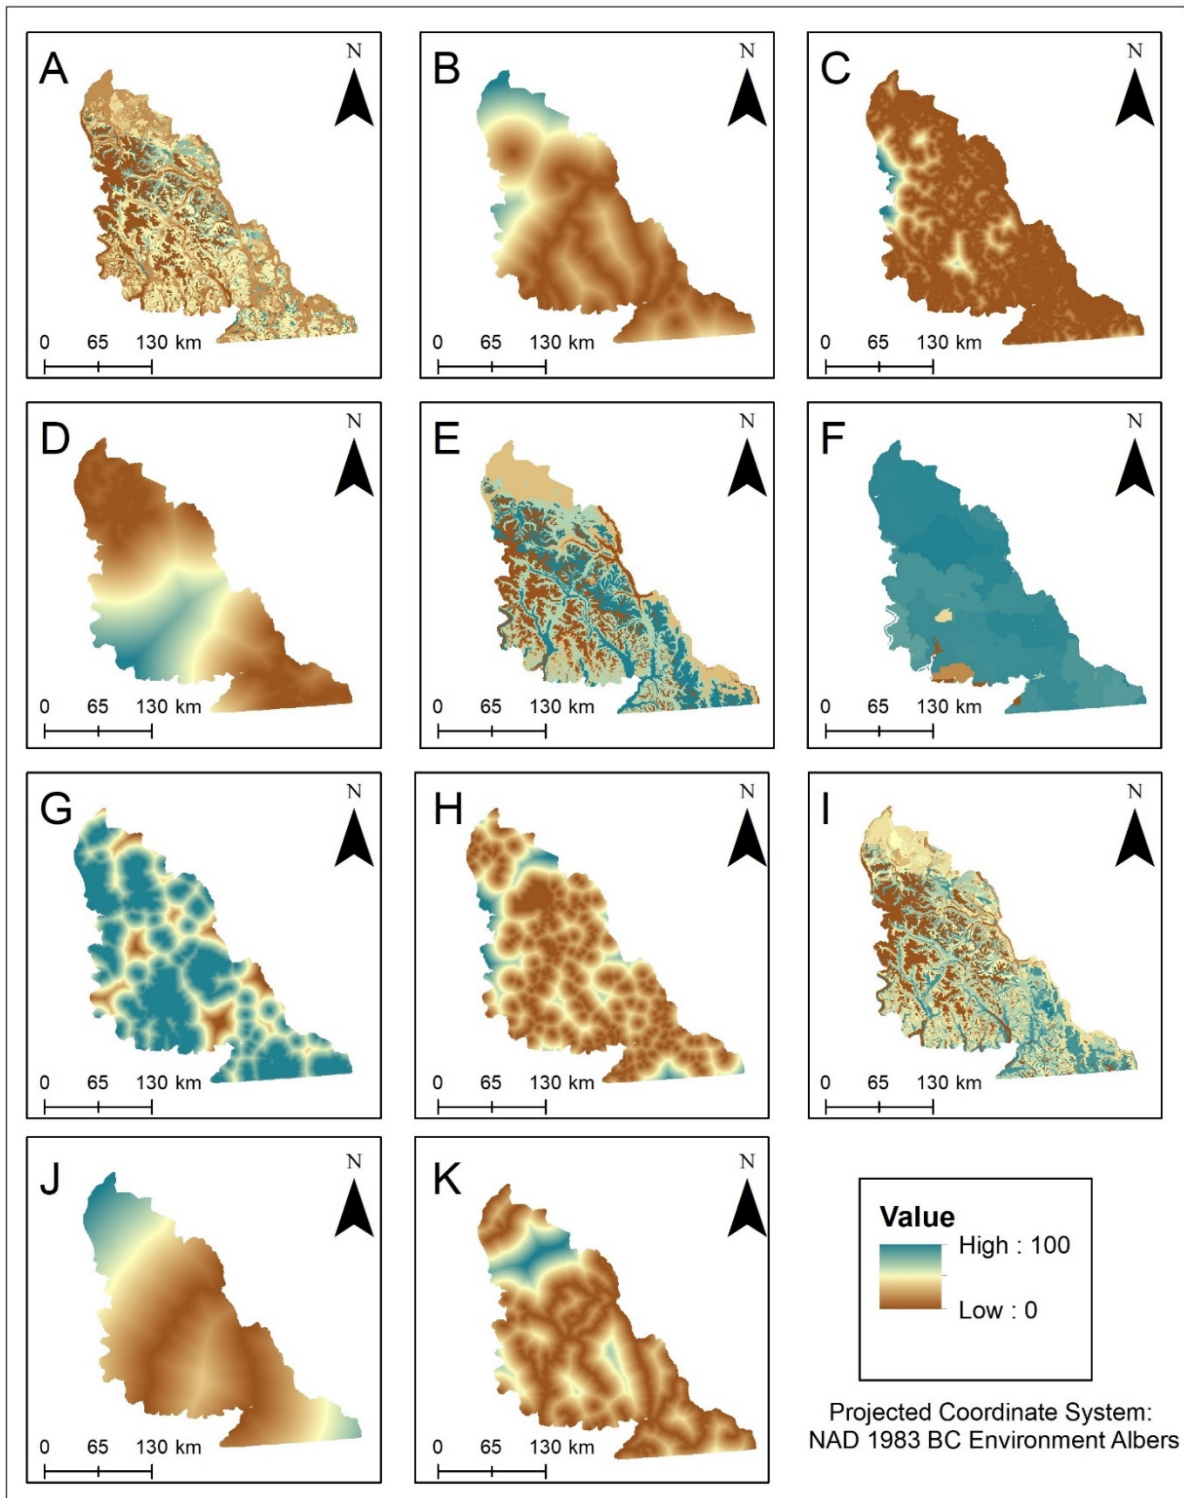 A
N
0 65 130 km
B
N
0 65 130 km
C
N
0 65 130 km
D
N
0 65 130 km
E
N
0 65 130 km
F
N
0 65 130 km
G
N
0 65 130 km
H
N
0 65 130 km
I
N
0 65 130 km
J
N
0 65 130 km
K
N
0 65 130 km
Value
High : 100
Low : 0
Projected Coordinate System:
NAD 1983 BC Environment Albers